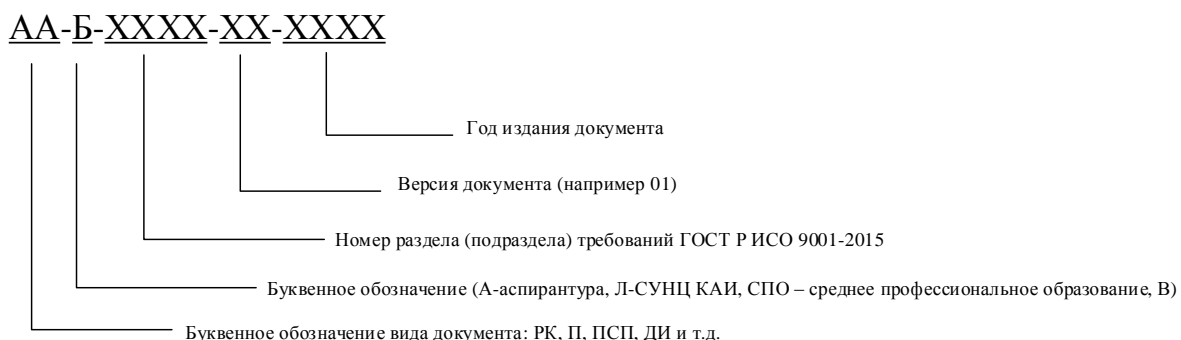 АА-Б-ХХХХ-ХХ-ХХХХ
Год издания документа
Версия документа (например 01)
Номер раздела (подраздела) требований ГОСТ Р ИСО 9001-2015
Буквенное обозначение (А-аспирантура, Л-СУНЦ КАИ, СПО – среднее профессиональное образование, В)
Буквенное обозначение вида документа: РК, П, ПСП, ДИ и т.д.